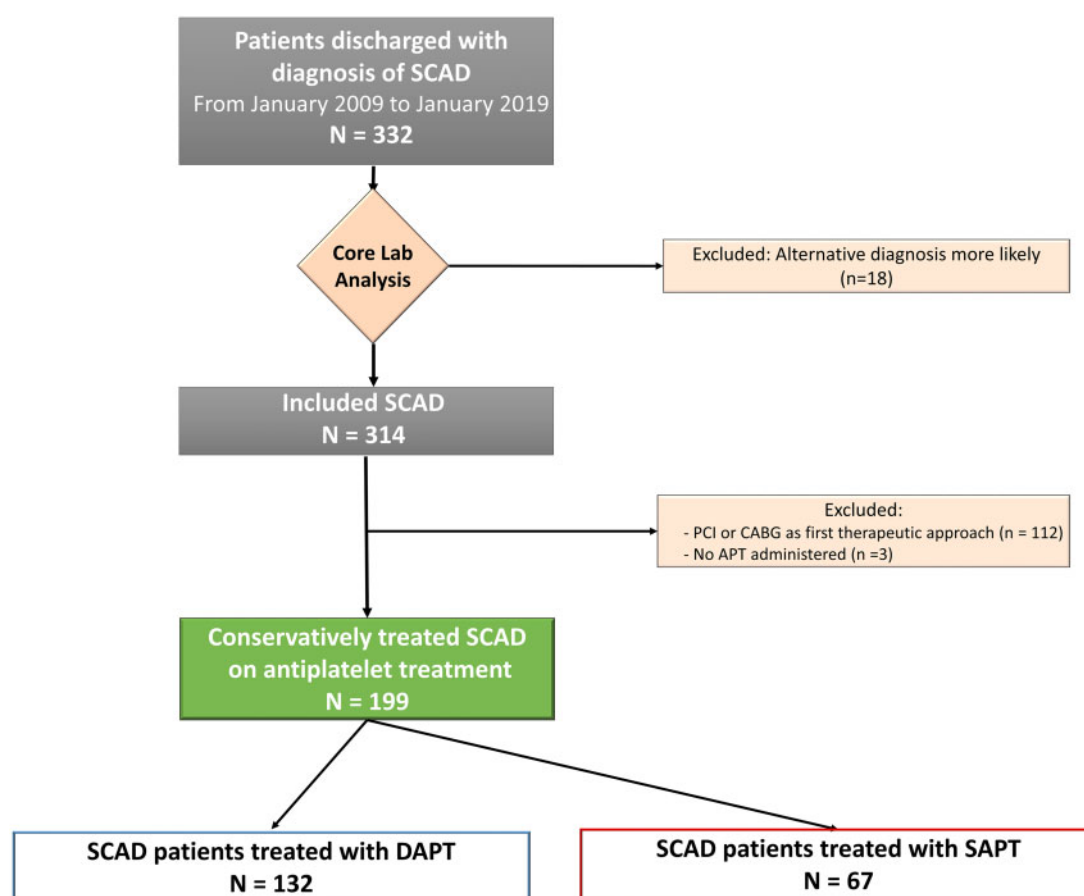 Patients discharged with
diagnosis of SCAD
From January 2009 to January 2019
N = 332
Core Lab
Analysis
Excluded: Alternative diagnosis more likely
(n=18)
Included SCAD
N = 314
Excluded:
- PCI or CABG as first therapeutic approach (n = 112)
- No APT administered (n =3)
Conservatively treated SCAD
on antiplatelet treatment
N = 199
SCAD patients treated with DAPT
N = 132
SCAD patients treated with SAPT
N = 67